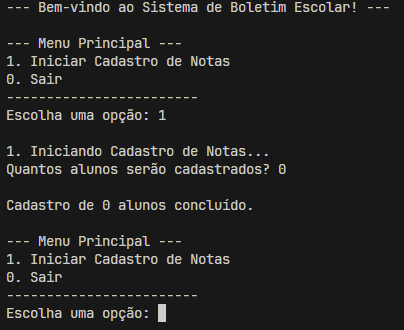 --- Bem-vindo ao Sistema de Boletim Escolar! ---
--- Menu Principal ---
1. Iniciar Cadastro de Notas
0. Sair
------------------------
Escolha uma opção: 1
1. Iniciando Cadastro de Notas...
Quantos alunos serão cadastrados? 0
Cadastro de 0 alunos concluído.
--- Menu Principal ---
1. Iniciar Cadastro de Notas
0. Sair
------------------------
Escolha uma opção: